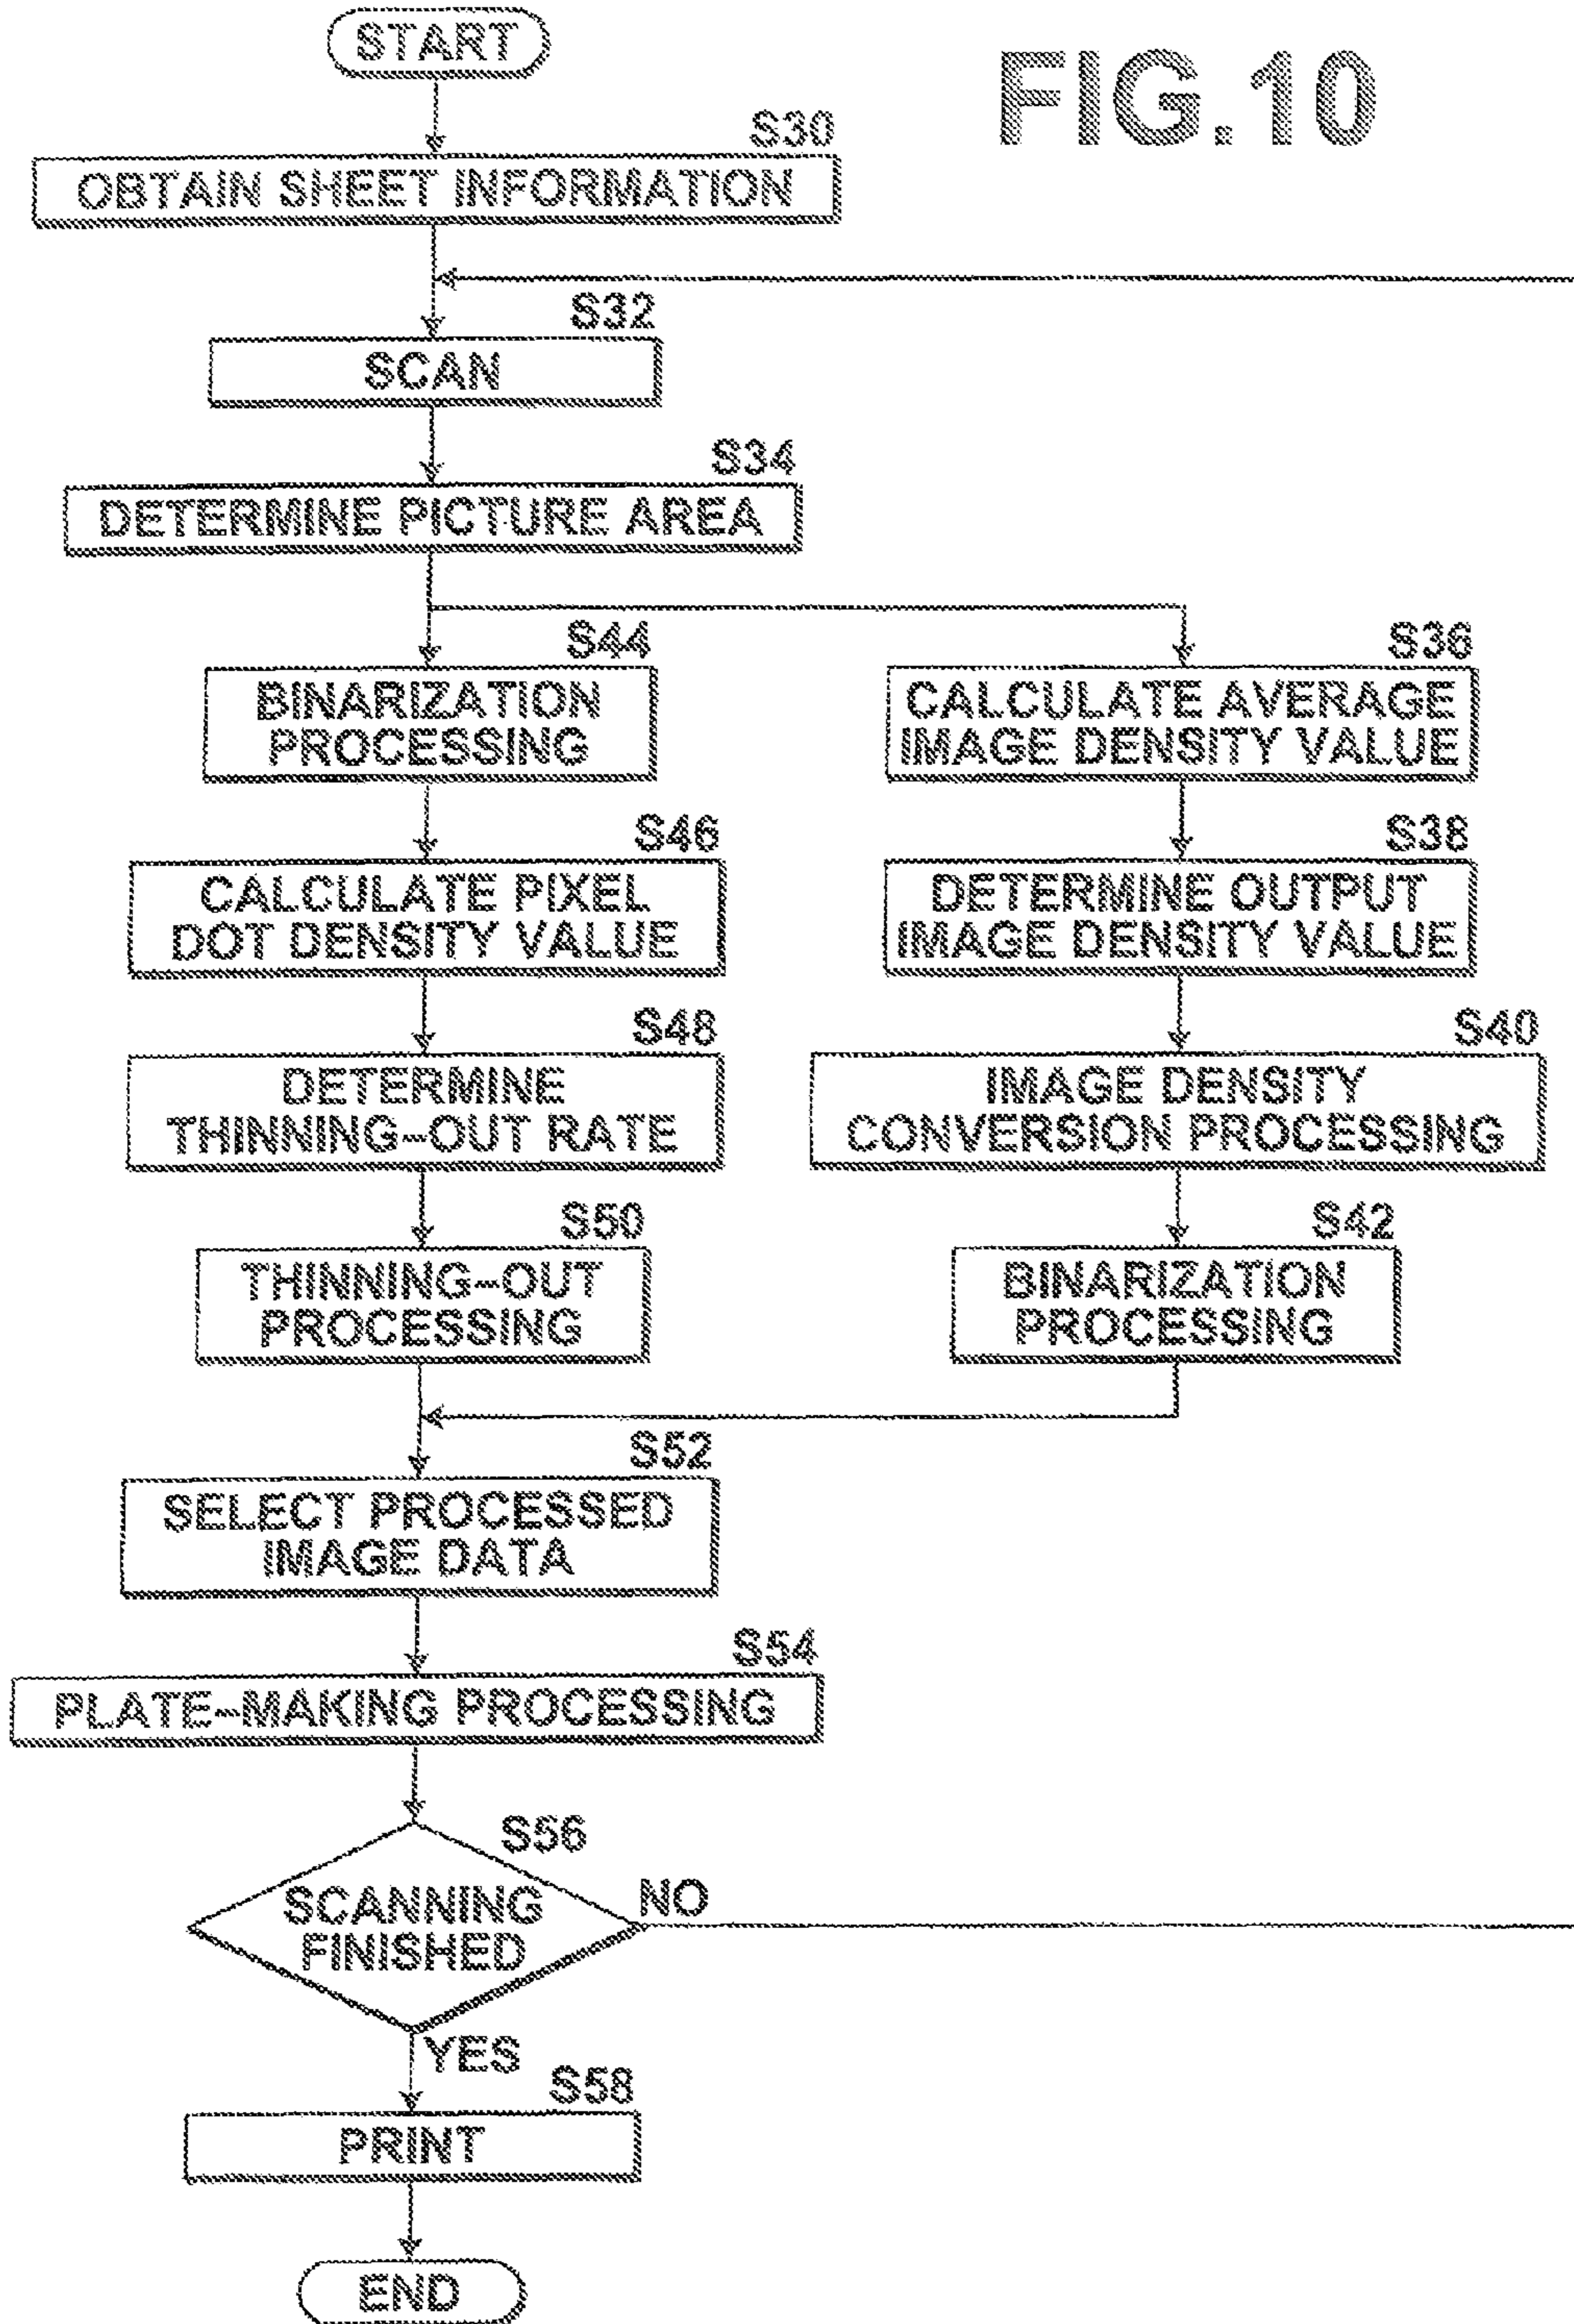 START
FIG.10
S30
OBTAIN SHEET INFORMATION
S32
SCAN
S34
DETERMINE PICTURE AREA
S44
BINARIZATION
PROCESSING
S36
CALCULATE AVERAGE
IMAGE DENSITY VALUE
S46
CALCULATE PIXEL
DOT DENSITY VALUE
S38
DETERMINE OUTPUT
IMAGE DENSITY VALUE
S48
DETERMINE
THINNING-OUT RATE
S40
IMAGE DENSITY
CONVERSION PROCESSING
S50
THINNING-OUT
PROCESSING
S42
BINARIZATION
PROCESSING
S52
SELECT PROCESSED
IMAGE DATA
S54
PLATE-MAKING PROCESSING
S56
SCANNING
FINISHED
NO
YES
S58
PRINT
END